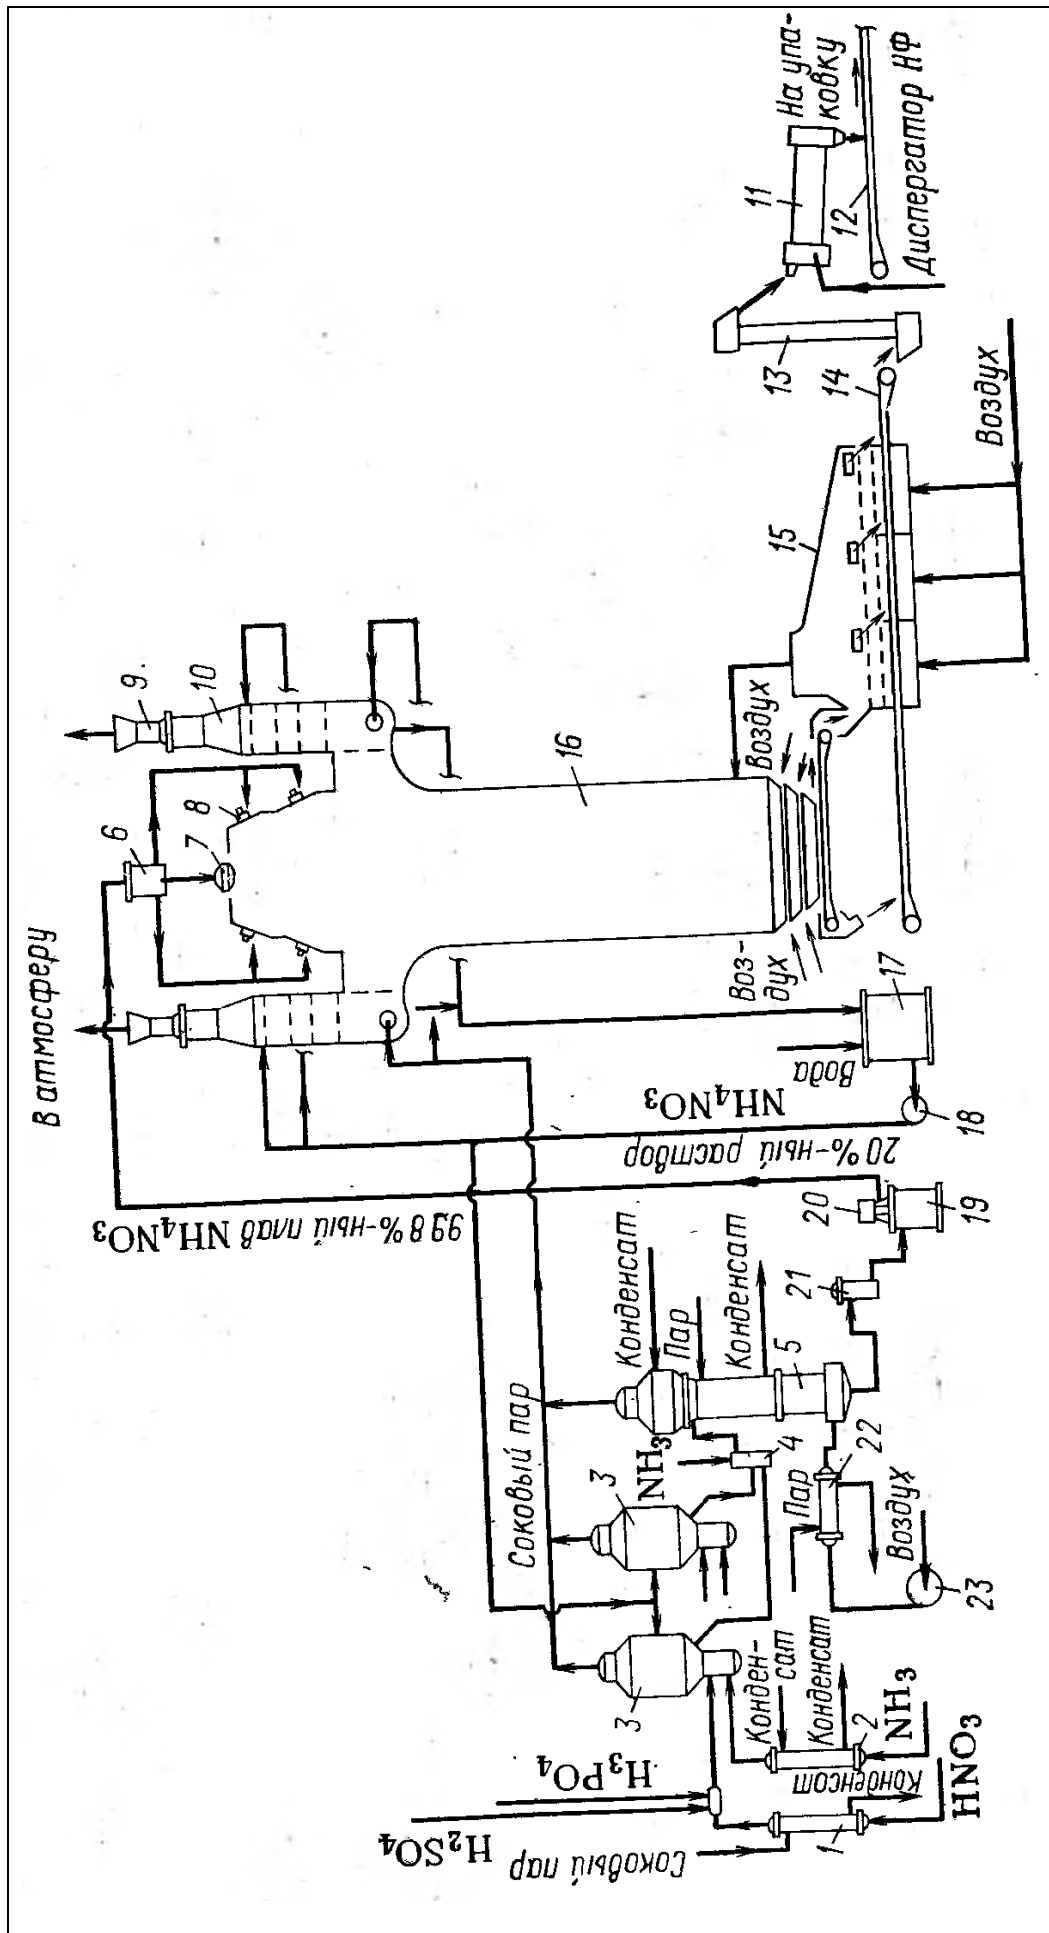 В атмосферу
9
10
6
8
7
16
Воздух
Воз-
дух
15
Воздух
14
13
11
12
На упа-
ковку
Диспергатор НФ
17
Вода
18
20%-ный раствор
NH4NO3
99,8%-ный плав NH4NO3
20
19
21
Соковый пар
Конденсат
Пар
Конденсат
5
NH3
4
3
3
Пар
22
Воздух
23
Конден-
сат
Конденсат
2
NH3
H3PO4
H2SO4
Соковый пар
1
Конденсат
HNO3